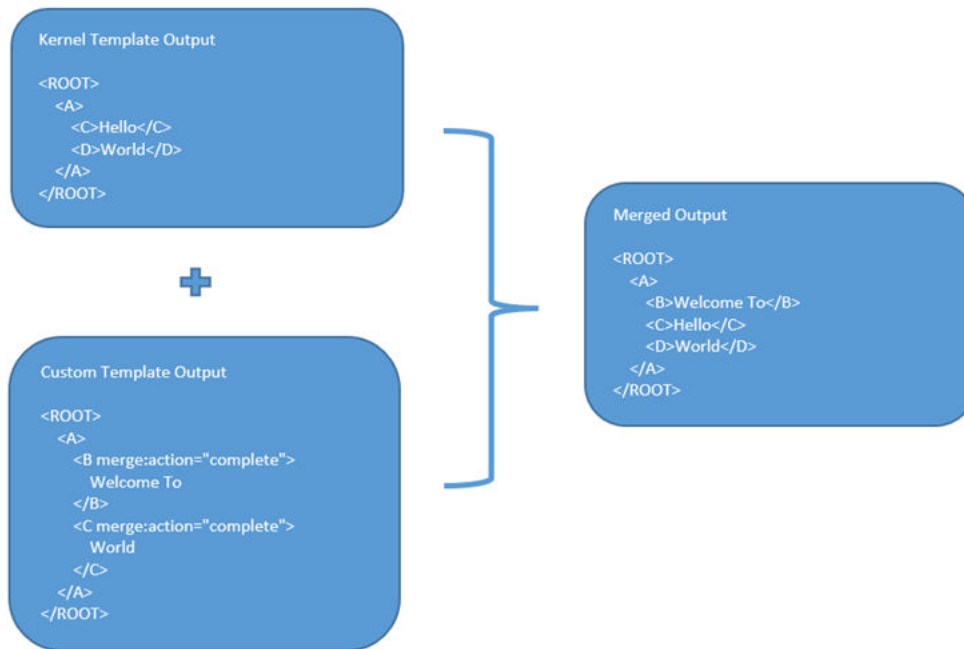 Kernel Template Output
<ROOT>
<A>
<C>Hello</C>
<D>World</D>
</A>
</ROOT>
Custom Template Output
<ROOT>
<A>
<B merge:action="complete">
Welcome To
</B>
<C merge:action="complete">
World
</C>
</A>
</ROOT>
Merged Output
<ROOT>
<A>
<B>Welcome To</B>
<C>Hello</C>
<D>World</D>
</A>
</ROOT>